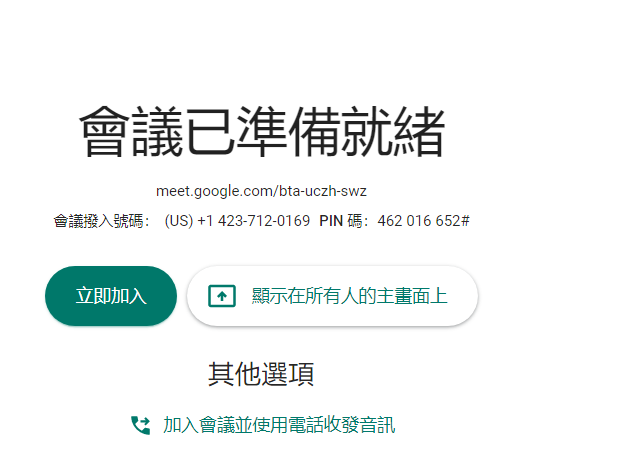 會議已準備就緒
meet.google.com/bta-uczh-swz
會議撥入號碼： (US) +1 423-712-0169 PIN 碼：462 016 652#
立即加入
顯示在所有人的主畫面上
其他選項
加入會議並使用電話收發音訊